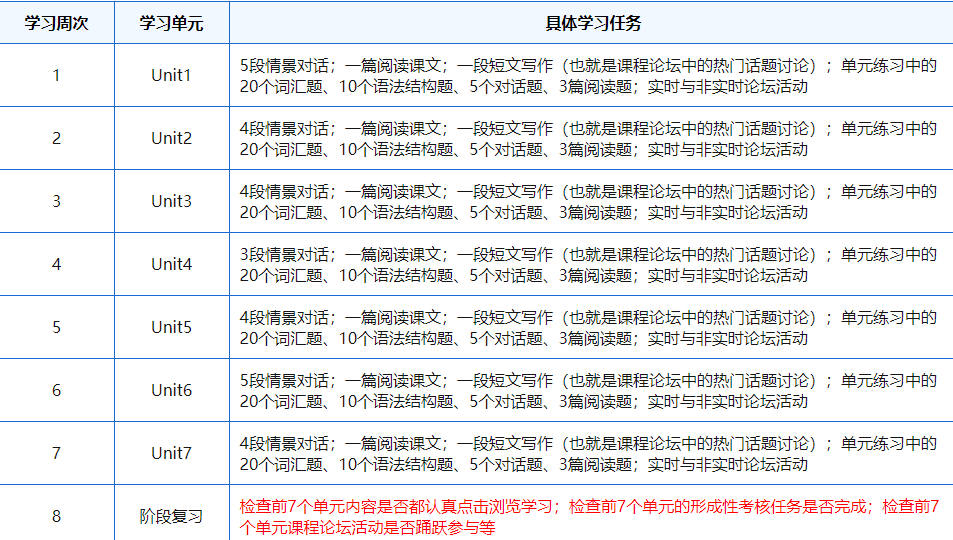 学习周次 学习单元 具体学习任务
1 Unit1 5段情景对话；一篇阅读课文；一段短文写作（也就是课程论坛中的热门话题讨论）；单元练习中的
20个词汇题、10个语法结构题、5个对话题、3篇阅读题；实时与非实时论坛活动
2 Unit2 4段情景对话；一篇阅读课文；一段短文写作（也就是课程论坛中的热门话题讨论）；单元练习中的
20个词汇题、10个语法结构题、5个对话题、3篇阅读题；实时与非实时论坛活动
3 Unit3 4段情景对话；一篇阅读课文；一段短文写作（也就是课程论坛中的热门话题讨论）；单元练习中的
20个词汇题、10个语法结构题、5个对话题、3篇阅读题；实时与非实时论坛活动
4 Unit4 3段情景对话；一篇阅读课文；一段短文写作（也就是课程论坛中的热门话题讨论）；单元练习中的
20个词汇题、10个语法结构题、5个对话题、3篇阅读题；实时与非实时论坛活动
5 Unit5 4段情景对话；一篇阅读课文；一段短文写作（也就是课程论坛中的热门话题讨论）；单元练习中的
20个词汇题、10个语法结构题、5个对话题、3篇阅读题；实时与非实时论坛活动
6 Unit6 5段情景对话；一篇阅读课文；一段短文写作（也就是课程论坛中的热门话题讨论）；单元练习中的
20个词汇题、10个语法结构题、5个对话题、3篇阅读题；实时与非实时论坛活动
7 Unit7 4段情景对话；一篇阅读课文；一段短文写作（也就是课程论坛中的热门话题讨论）；单元练习中的
20个词汇题、10个语法结构题、5个对话题、3篇阅读题；实时与非实时论坛活动
8 阶段复习 检查前7个单元内容是否都认真点击浏览学习；检查前7个单元的形成性考核任务是否完成；检查前7
个单元课程论坛活动是否踊跃参与等